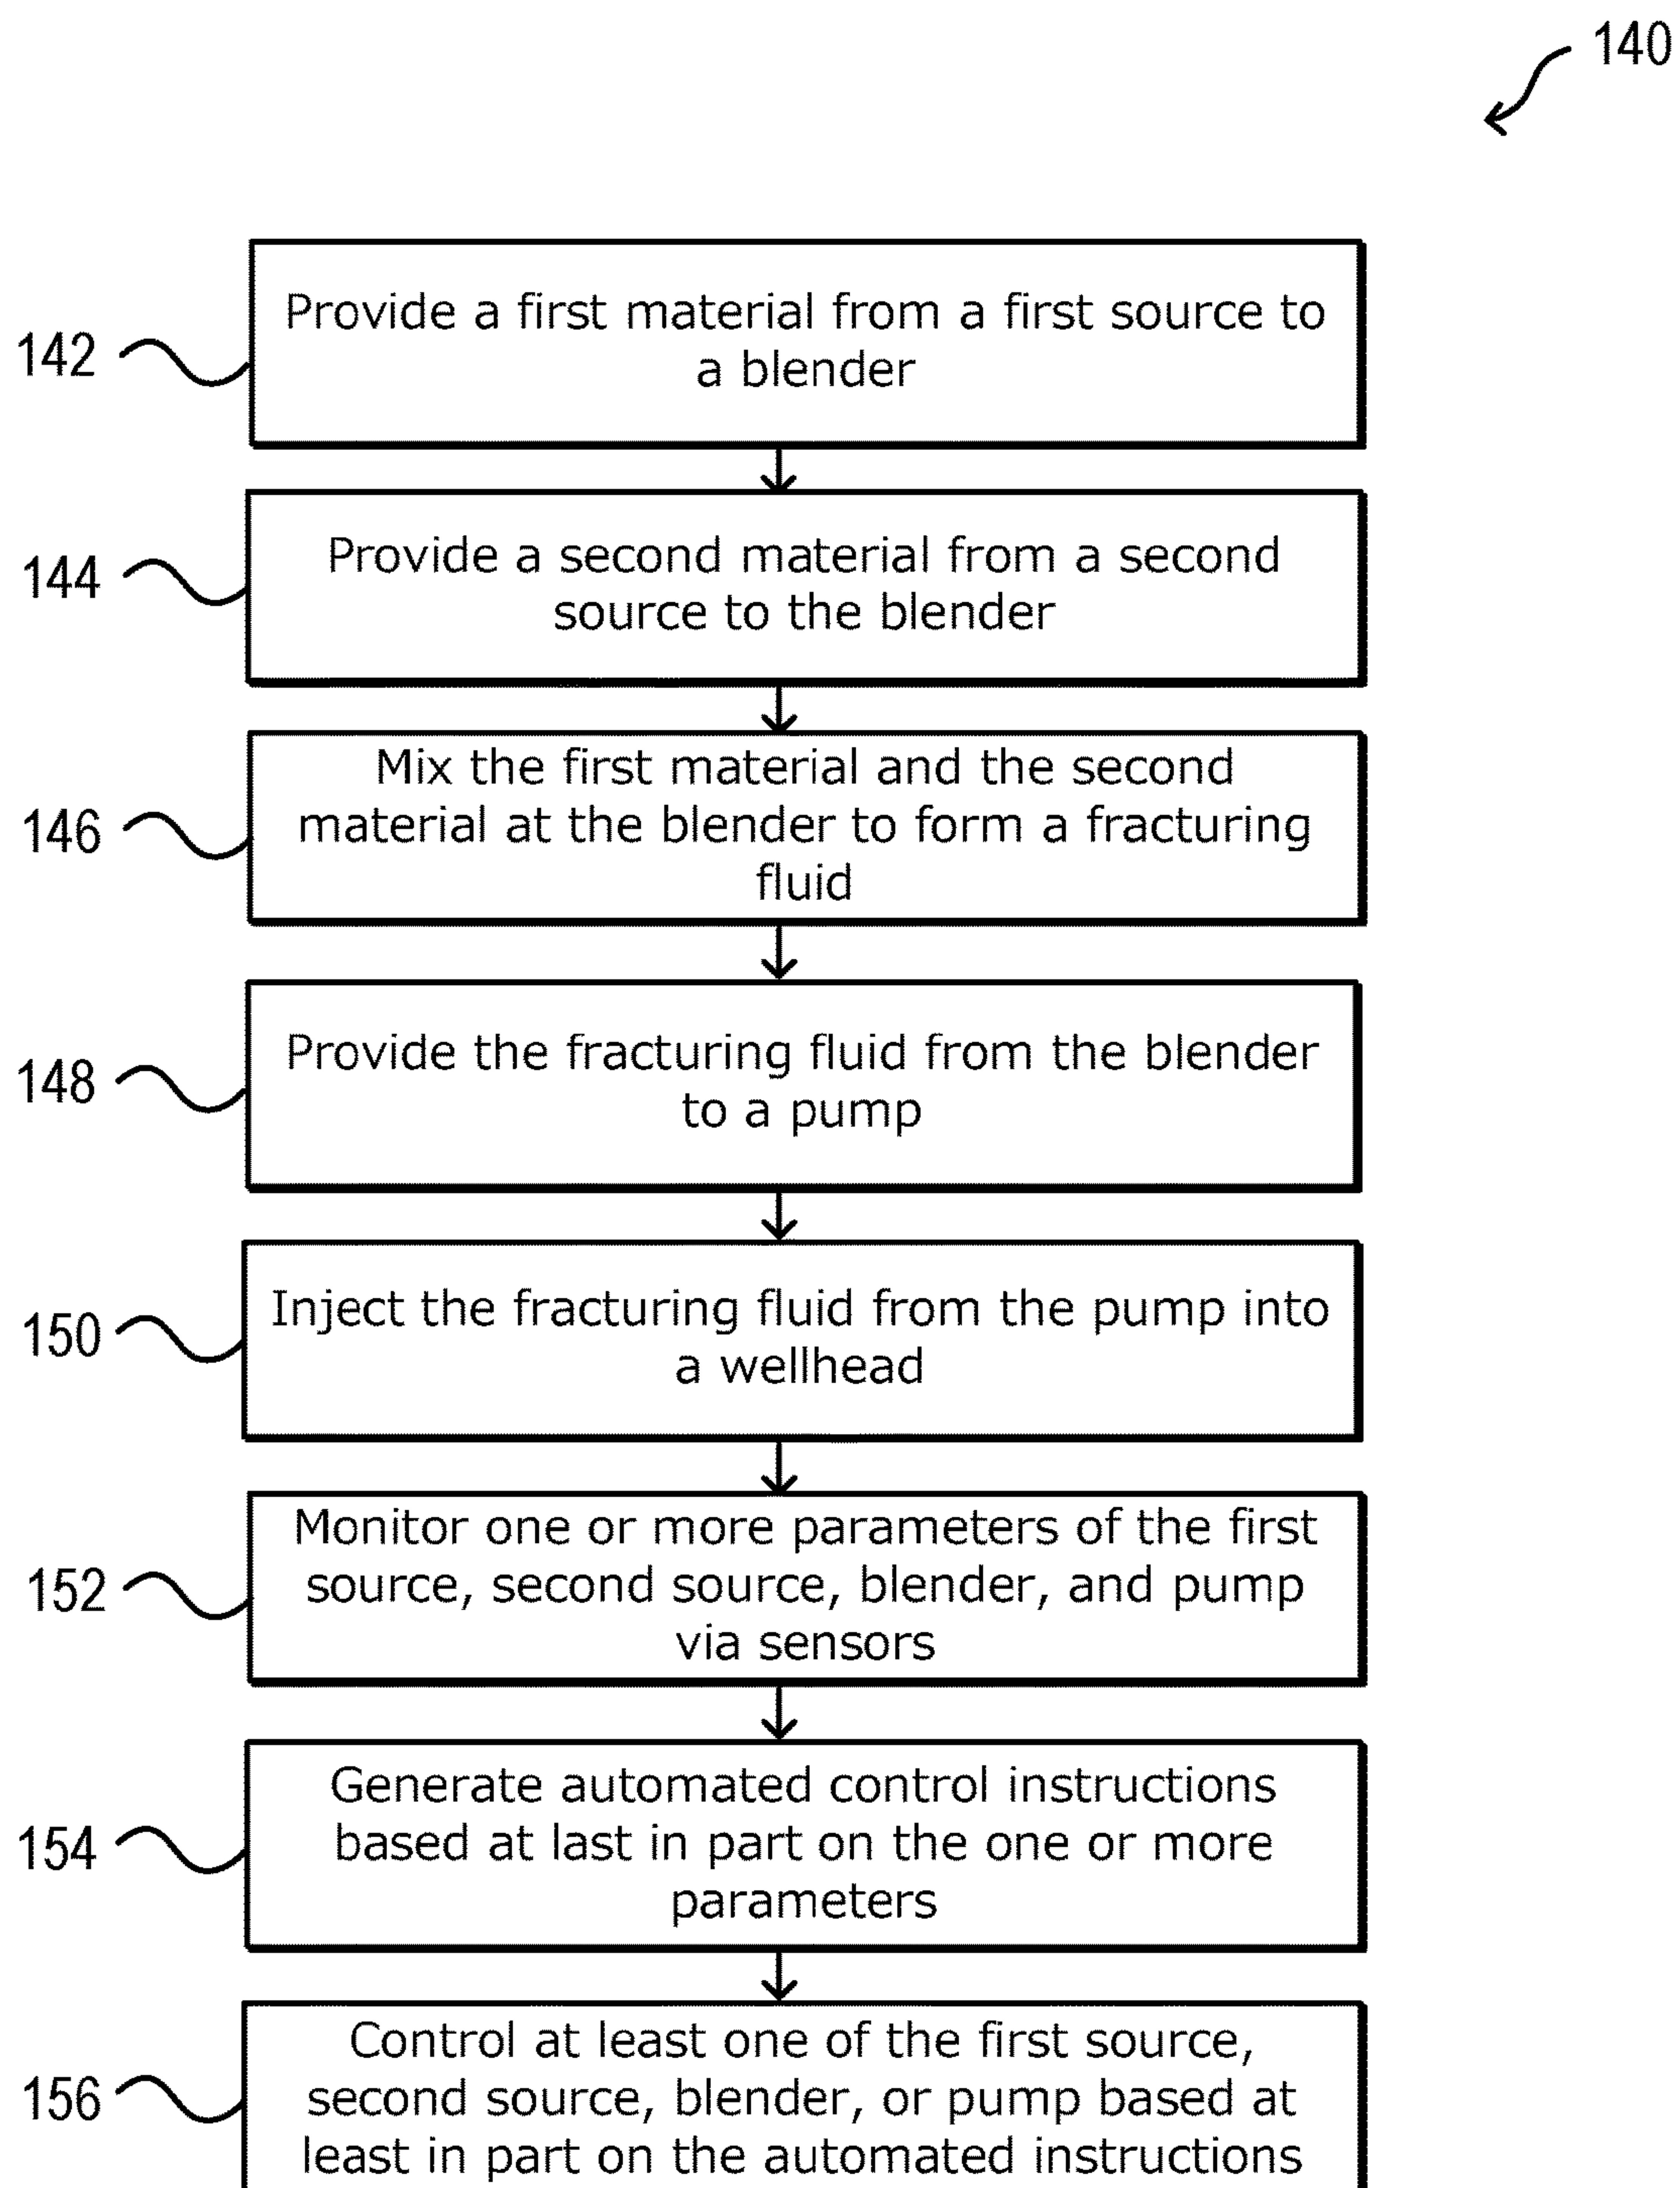 140
142
Provide a first material from a first source to
a blender
144
Provide a second material from a second
source to the blender
146
Mix the first material and the second
material at the blender to form a fracturing
fluid
148
Provide the fracturing fluid from the blender
to a pump
150
Inject the fracturing fluid from the pump into
a wellhead
152
Monitor one or more parameters of the first
source, second source, blender, and pump
via sensors
154
Generate automated control instructions
based at last in part on the one or more
parameters
156
Control at least one of the first source,
second source, blender, or pump based at
least in part on the automated instructions